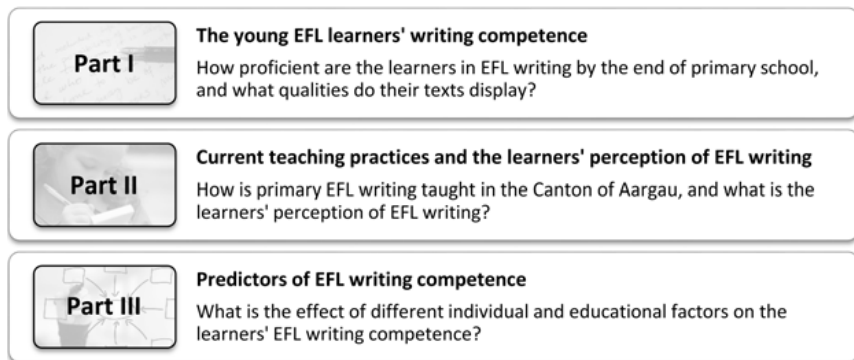 Part I
The young EFL learners' writing competence
How proficient are the learners in EFL writing by the end of primary school,
and what qualities do their texts display?
Part II
Current teaching practices and the learners' perception of EFL writing
How is primary EFL writing taught in the Canton of Aargau, and what is the
learners' perception of EFL writing?
Part III
Predictors of EFL writing competence
What is the effect of different individual and educational factors on the
learners' EFL writing competence?